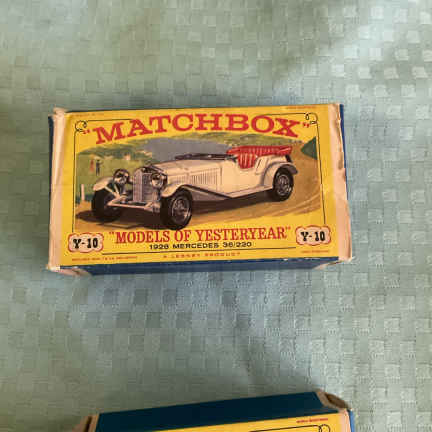 "MATCHBOX"
Y-10
"MODELS OF YESTERYEAR"
Y-10
1928 MERCEDES 36/220
A LESNEY PRODUCT